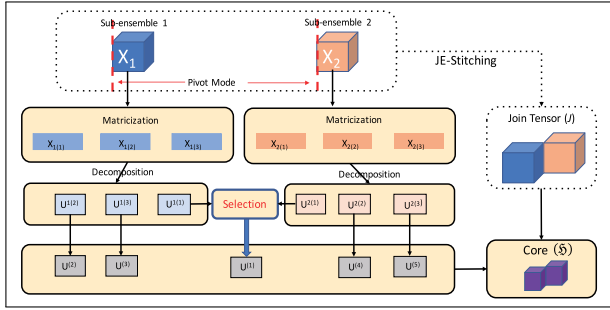 Sub-ensemble 1
Sub-ensemble 2
X1
X2
JE-Stitching
Pivot Mode
Matricization
Matricization
Join Tensor (J)
X1(1) X1(2) X1(3)
X2(1) X2(2) X2(3)
Decomposition
Decomposition
U1(2) U1(3) U1(1)
Selection
U2(1) U2(2) U2(3)
U(2) U(3) U(1) U(4) U(5)
Core (ℌ)